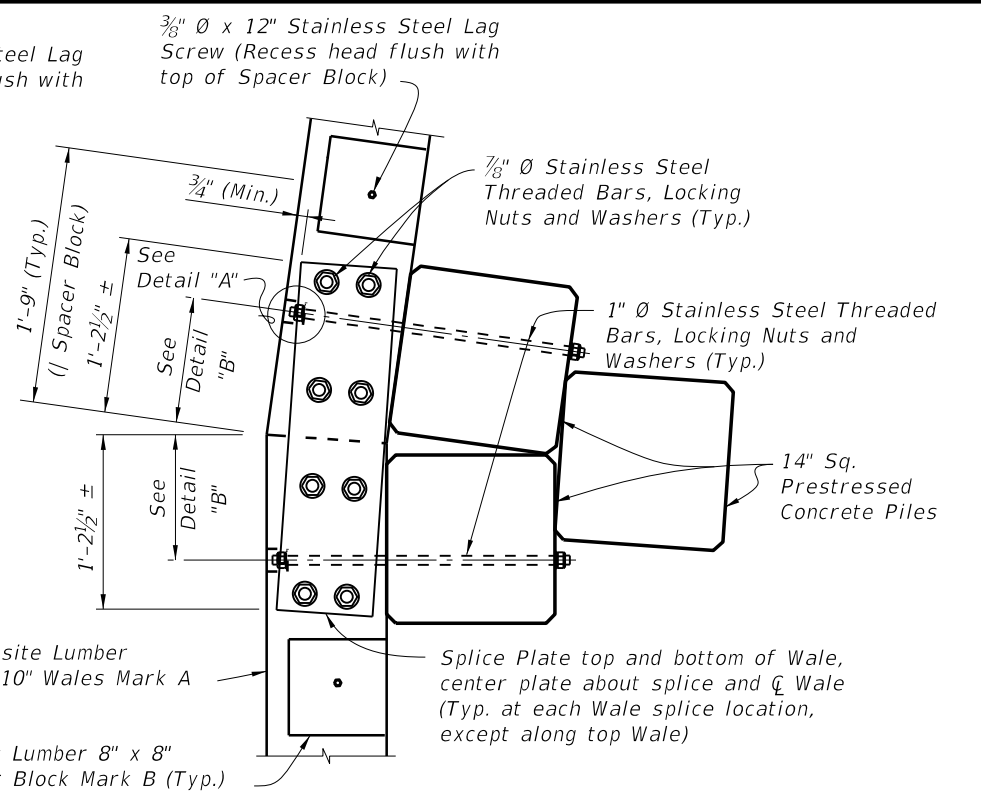 ⅜" Ø x 12" Stainless Steel Lag
Screw (Recess head flush with
top of Spacer Block)
teel Lag
ush with
⅞" Ø Stainless Steel
Threaded Bars, Locking
Nuts and Washers (Typ.)
¾" (Min.)
See
Detail "A"
1'-9" (Typ.)
(| Spacer Block)
1'-2½" ±
See
Detail
"B"
1" Ø Stainless Steel Threaded
Bars, Locking Nuts and
Washers (Typ.)
14" Sq.
Prestressed
Concrete Piles
1'-2½" ±
See
Detail
"B"
site Lumber
10" Wales Mark A
Splice Plate top and bottom of Wale,
center plate about splice and ℄ Wale
(Typ. at each Wale splice location,
except along top Wale)
Lumber 8" x 8"
Block Mark B (Typ.)